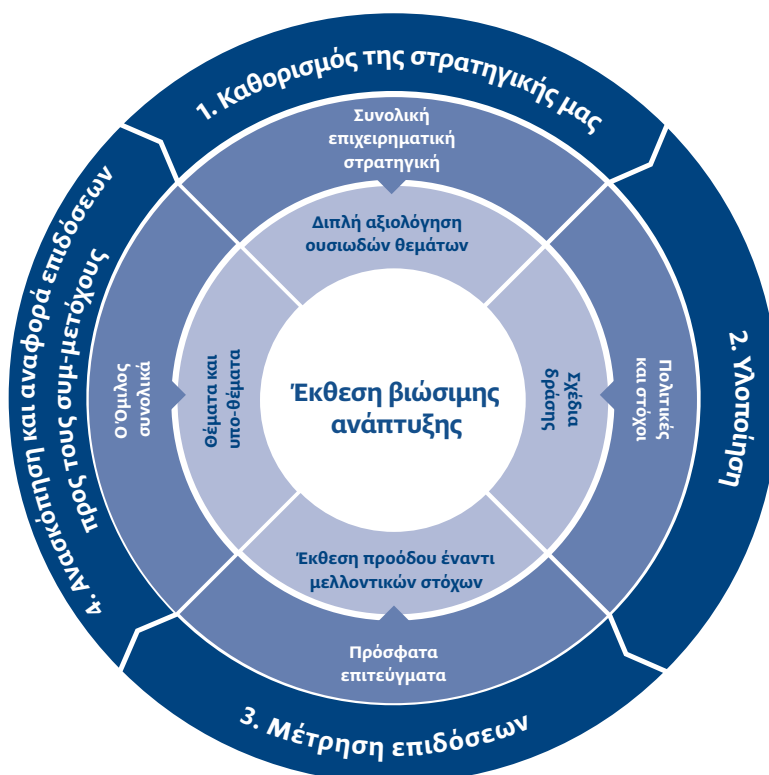 1. Καθορισμός της στρατηγικής μας
Συνολική
επιχειρηματική
στρατηγική
Διπλή αξιολόγηση
ουσιωδών θεμάτων
2. Υλοποίηση
Πολιτικές
και στόχοι
Σχέδια
δράσης
Έκθεση βιώσιμης
ανάπτυξης
3. Μέτρηση επιδόσεων
Πρόσφατα
επιτεύγματα
Έκθεση προόδου έναντι
μελλοντικών στόχων
4. Ανασκόπηση και αναφορά επιδόσεων
προς τους συμ-μετόχους
Ο Όμιλος
συνολικά
Θέματα και
υπο-θέματα